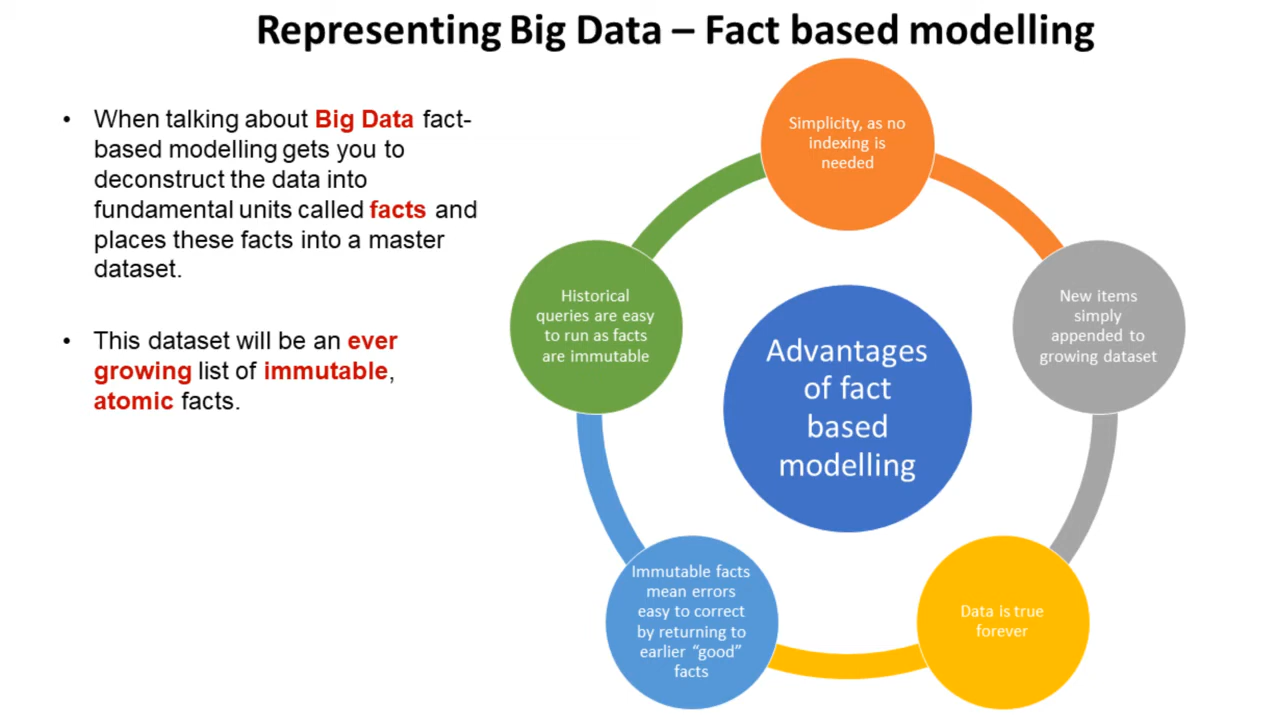 Representing Big Data – Fact based modelling
• When talking about Big Data fact-
based modelling gets you to
deconstruct the data into
fundamental units called facts and
places these facts into a master
dataset.
• This dataset will be an ever
growing list of immutable,
atomic facts.
Simplicity, as no
indexing is
needed
New items
simply
appended to
growing dataset
Data is true
forever
Immutable facts
mean errors
easy to correct
by returning to
earlier “good”
facts
Historical
queries are easy
to run as facts
are immutable
Advantages
of fact
based
modelling